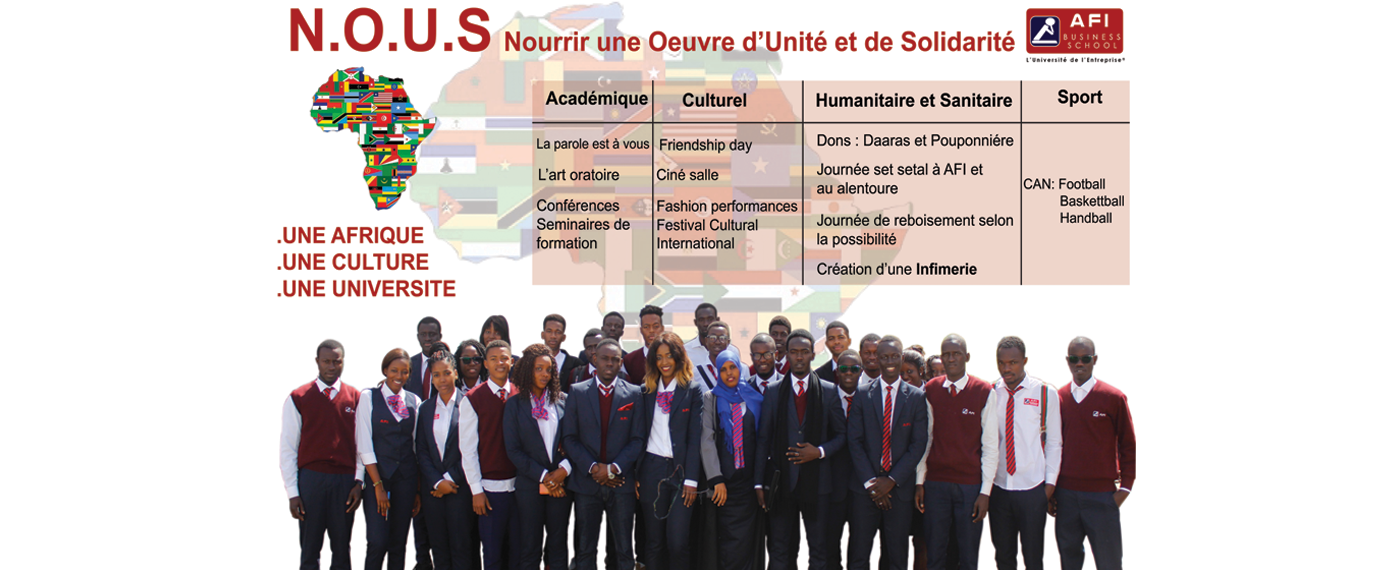 N.O.U.S Nourrir une Oeuvre d'Unité et de Solidarité
AFI
BUSINESS
SCHOOL
L'Université de l'Entreprise®
Académique
La parole est à vous
L'art oratoire
Conférences
Seminaires de
formation
Culturel
Friendship day
Ciné salle
Fashion performances
Festival Cultural
International
Humanitaire et Sanitaire
Dons : Daaras et Pouponniére
Journée set setal à AFI et
au alentoure
Journée de reboisement selon
la possibilité
Création d'une Infimerie
Sport
CAN: Football
Baskettball
Handball
.UNE AFRIQUE
.UNE CULTURE
.UNE UNIVERSITE